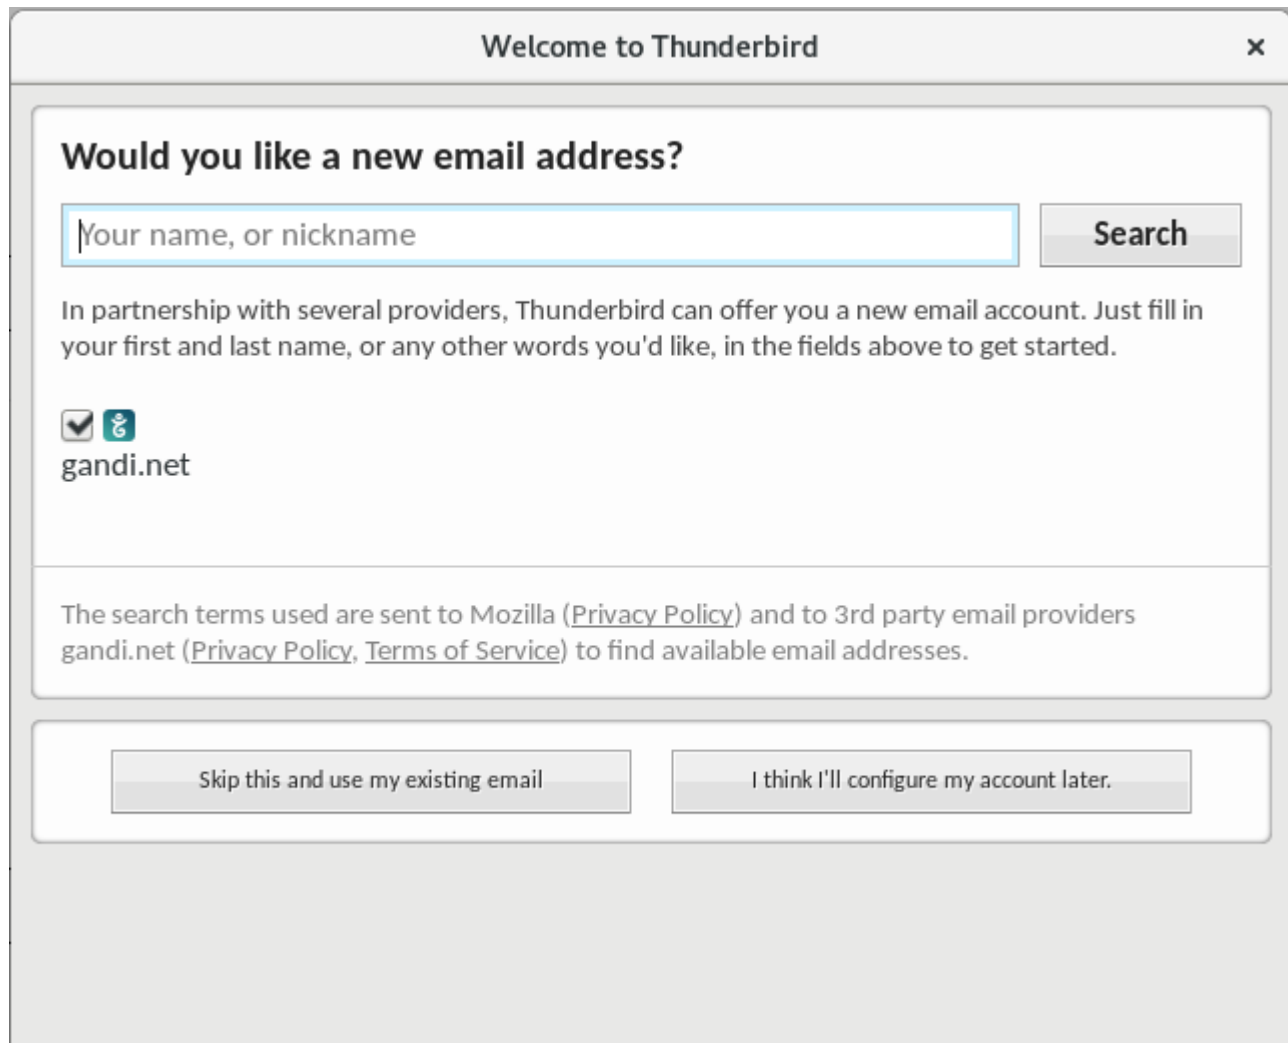 Welcome to Thunderbird
Would you like a new email address?
Your name, or nickname
Search
In partnership with several providers, Thunderbird can offer you a new email account. Just fill in
your first and last name, or any other words you'd like, in the fields above to get started.
gandi.net
The search terms used are sent to Mozilla (Privacy Policy) and to 3rd party email providers
gandi.net (Privacy Policy, Terms of Service) to find available email addresses.
Skip this and use my existing email
I think I'll configure my account later.